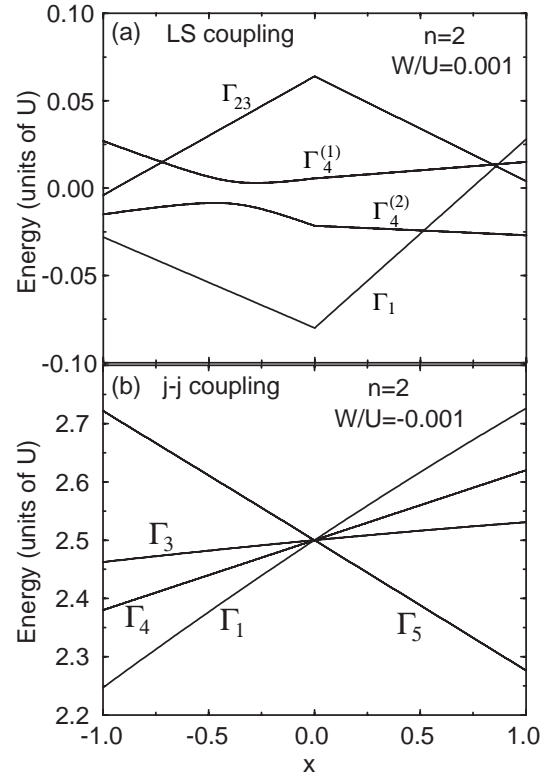 0.10
(a) LS coupling n=2
W/U=0.001
Γ23
0.05
Γ4(1)
0.00
Γ4(2)
-0.05
Γ1
-0.10
Energy (units of U)
(b) j-j coupling n=2
W/U=-0.001
2.7
2.6
Γ3
2.5
2.4
Γ4
Γ1
Γ5
2.3
2.2
Energy (units of U)
-1.0 -0.5 0.0 0.5 1.0
x